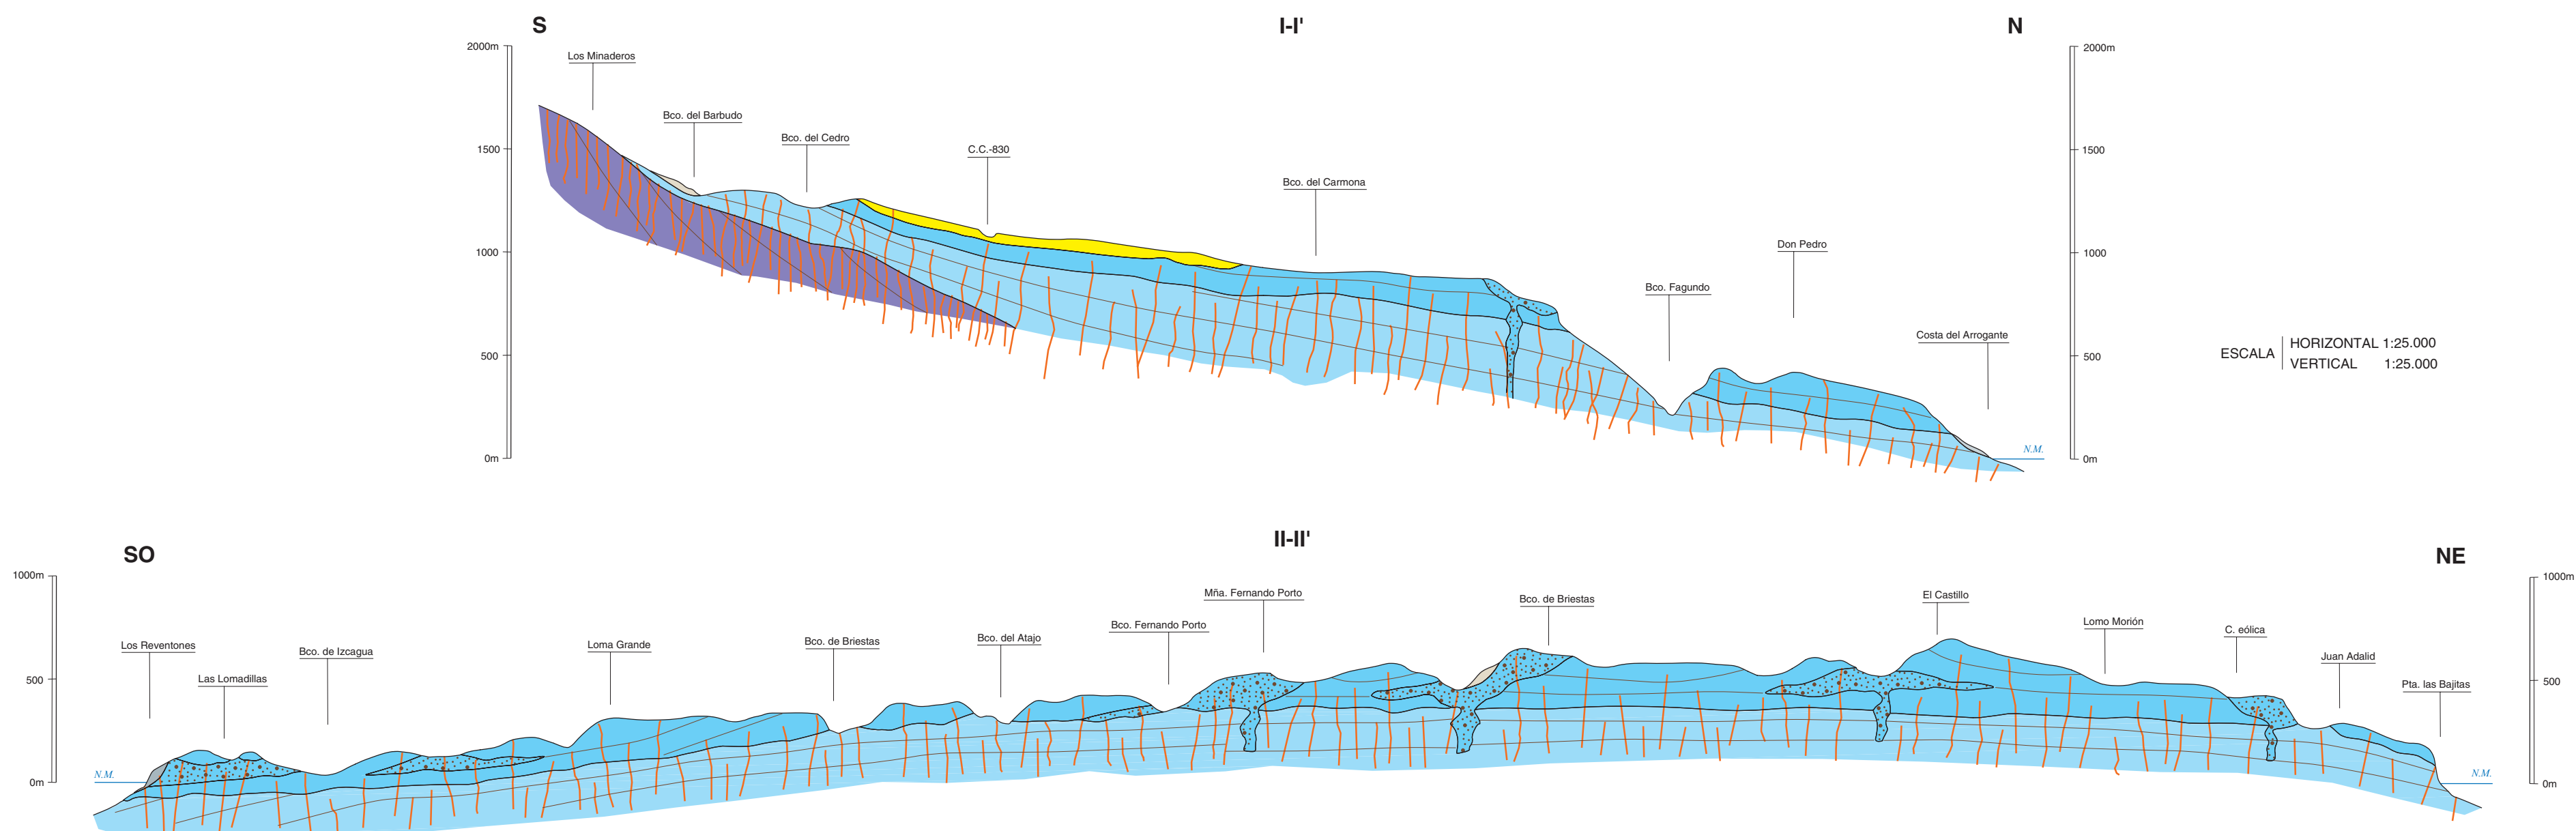 S
I-I'
N
2000m
2000m
Los Minaderos
Bco. del Barbudo
Bco. del Cedro
C.C.-830
1500
1500
Bco. del Carmona
Don Pedro
1000
1000
Bco. Fagundo
Costa del Arrogante
500
500
ESCALA
HORIZONTAL 1:25.000
VERTICAL 1:25.000
N.M.
0m
0m
II-II'
SO
NE
1000m
1000m
Mña. Fernando Porto
El Castillo
Bco. de Briestas
Lomo Morión
Bco. Fernando Porto
C. eólica
Bco. del Atajo
Bco. de Briestas
Los Reventones
Loma Grande
Bco. de Izcagua
Juan Adalid
Las Lomadillas
Pta. las Bajitas
500
500
N.M.
N.M.
0m
0m